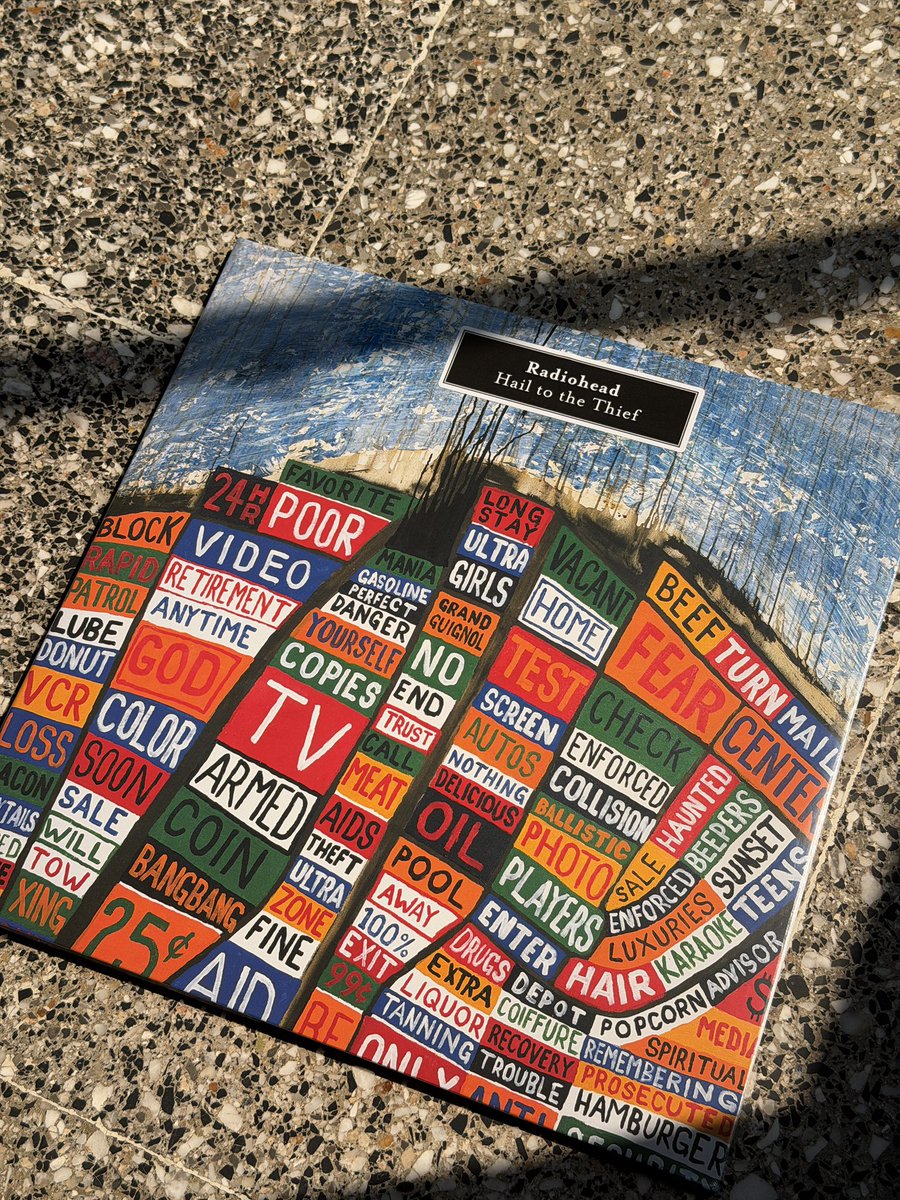 Radiohead
Hail to the Thief
FAVORITE
24HR
POOR
BLOCK
VIDEO
RAPID
RETIREMENT
PATROL
ANYTIME
LUBE
GOD
DONUT
VCR
COLOR
LOSS
SOON
SALE
WILL
TOW
XING
MANIA
GASOLINE
PERFECT
DANGER
YOURSELF
COPIES
TV
ARMED
COIN
BANGBANG
25¢
AID
LONG
STAY
ULTRA
GIRLS
GRAND
GUIGNOL
NO
END
TRUST
CALL
MEAT
AIDS
THEFT
ULTRA
ZONE
FINE
VACANT
HOME
TEST
SCREEN
AUTOS
NOTHING
DELICIOUS
OIL
POOL
AWAY
100%
EXIT
99¢
BEEF
TURN
MAIL
FEAR
CENTER
CHECK
ENFORCED
COLLISION
BALLISTIC
PHOTO
PLAYERS
ENTER
DRUGS
EXTRA
LIQUOR
TANNING
ONLY
HAUNTED
SALE
BEEPERS
ENFORCED
SUNSET
LUXURIES
TEENS
KARAOKE
HAIR
ADVISOR
POPCORN
$
DEPOT
COIFFURE
RECOVERY
TROUBLE
MEDIA
SPIRITUAL
REMEMBERING
PROSECUTED
HAMBURGER